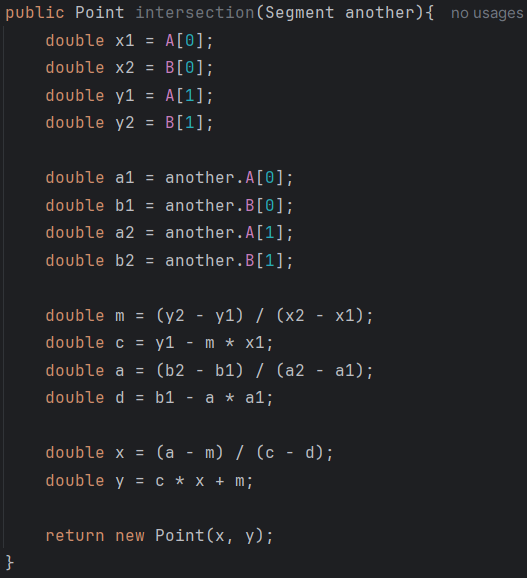 public Point intersection(Segment another){ no usages
double x1 = A[0];
double x2 = B[0];
double y1 = A[1];
double y2 = B[1];
double a1 = another.A[0];
double b1 = another.B[0];
double a2 = another.A[1];
double b2 = another.B[1];
double m = (y2 - y1) / (x2 - x1);
double c = y1 - m * x1;
double a = (b2 - b1) / (a2 - a1);
double d = b1 - a * a1;
double x = (a - m) / (c - d);
double y = c * x + m;
return new Point(x, y);
}